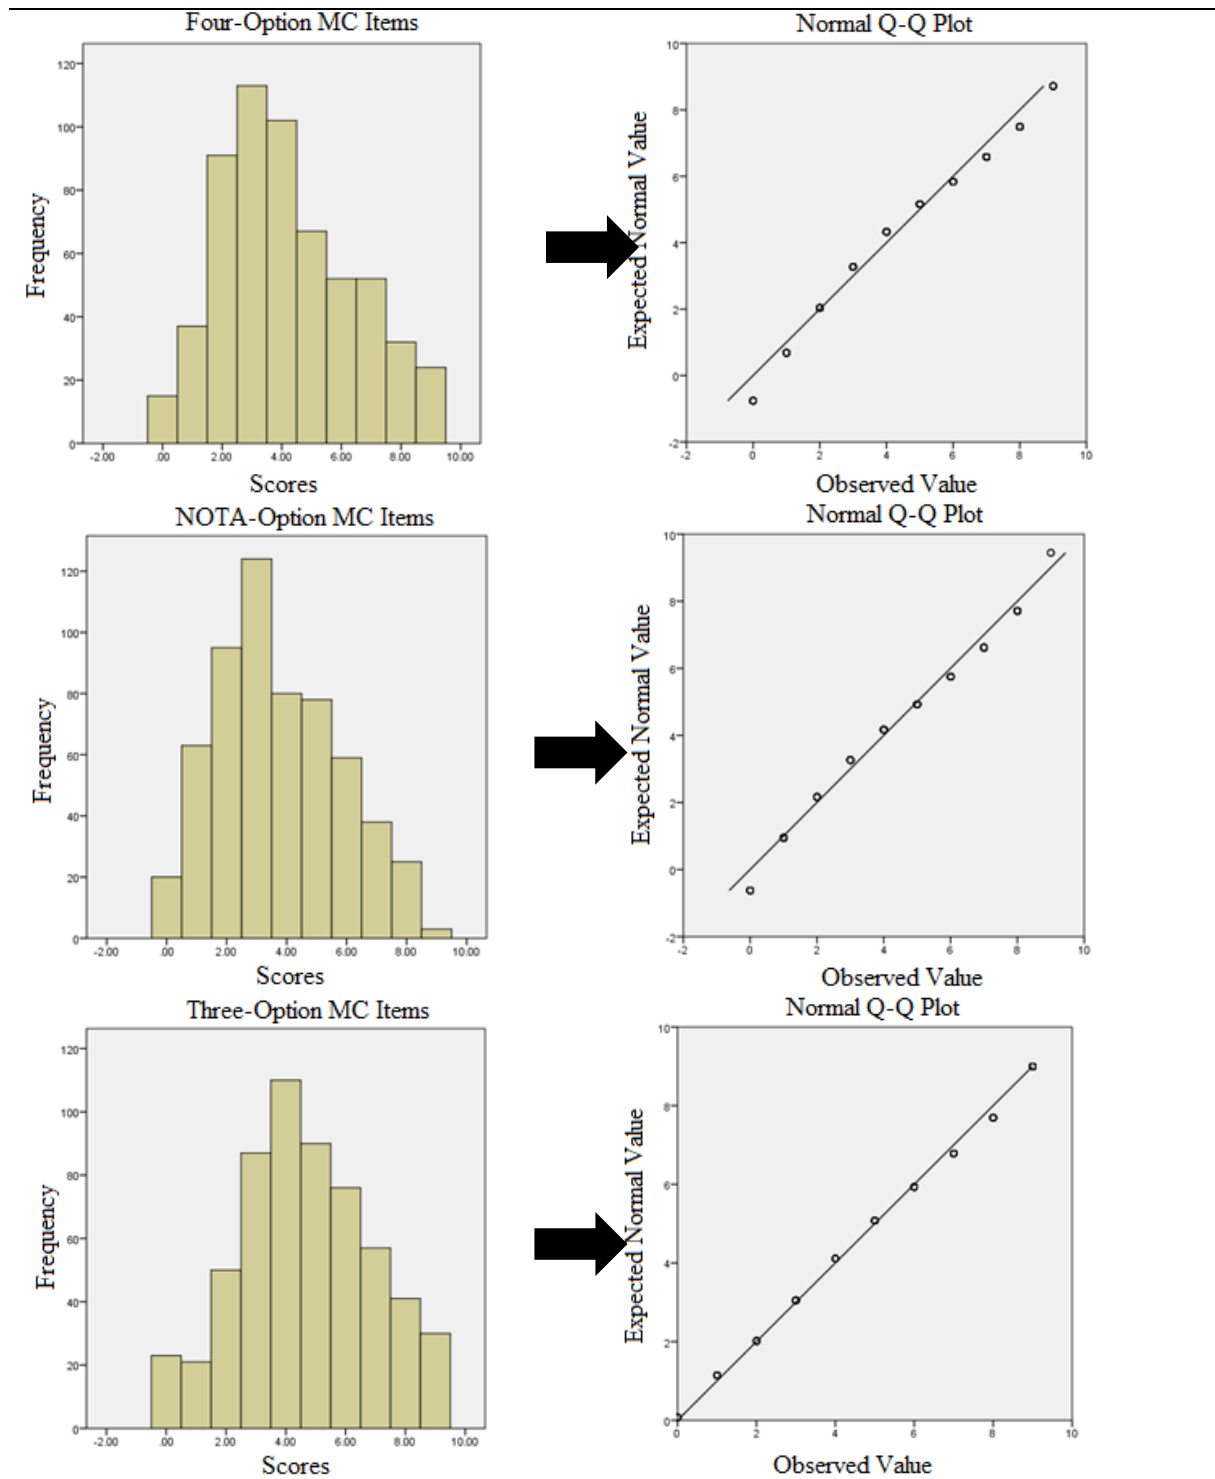 Four-Option MC Items
Normal Q-Q Plot
120
100
80
60
40
20
0
Frequency
-2.00 .00 2.00 4.00 6.00 8.00 10.00
Scores
10
8
6
4
2
0
-2
Expected Normal Value
-2 0 2 4 6 8 10
Observed Value
NOTA-Option MC Items
Normal Q-Q Plot
120
100
80
60
40
20
0
Frequency
-2.00 .00 2.00 4.00 6.00 8.00 10.00
Scores
10
8
6
4
2
0
-2
Expected Normal Value
-2 0 2 4 6 8 10
Observed Value
Three-Option MC Items
Normal Q-Q Plot
120
100
80
60
40
20
0
Frequency
-2.00 .00 2.00 4.00 6.00 8.00 10.00
Scores
10
8
6
4
2
0
Expected Normal Value
0 2 4 6 8 10
Observed Value